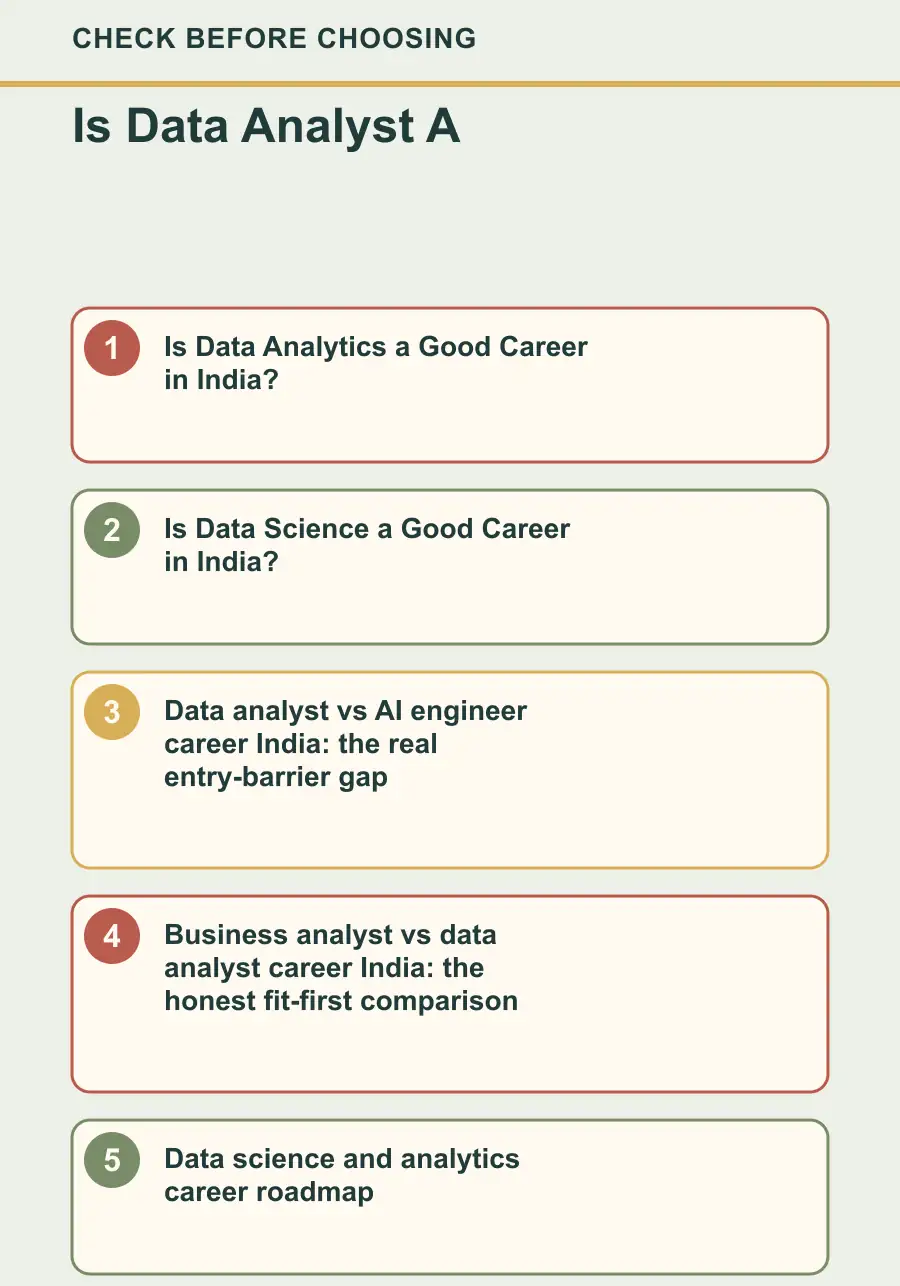 CHECK BEFORE CHOOSING
Is Data Analyst A
1
Is Data Analytics a Good Career
in India?
2
Is Data Science a Good Career
in India?
3
Data analyst vs AI engineer
career India: the real
entry-barrier gap
4
Business analyst vs data
analyst career India: the
honest fit-first comparison
5
Data science and analytics
career roadmap